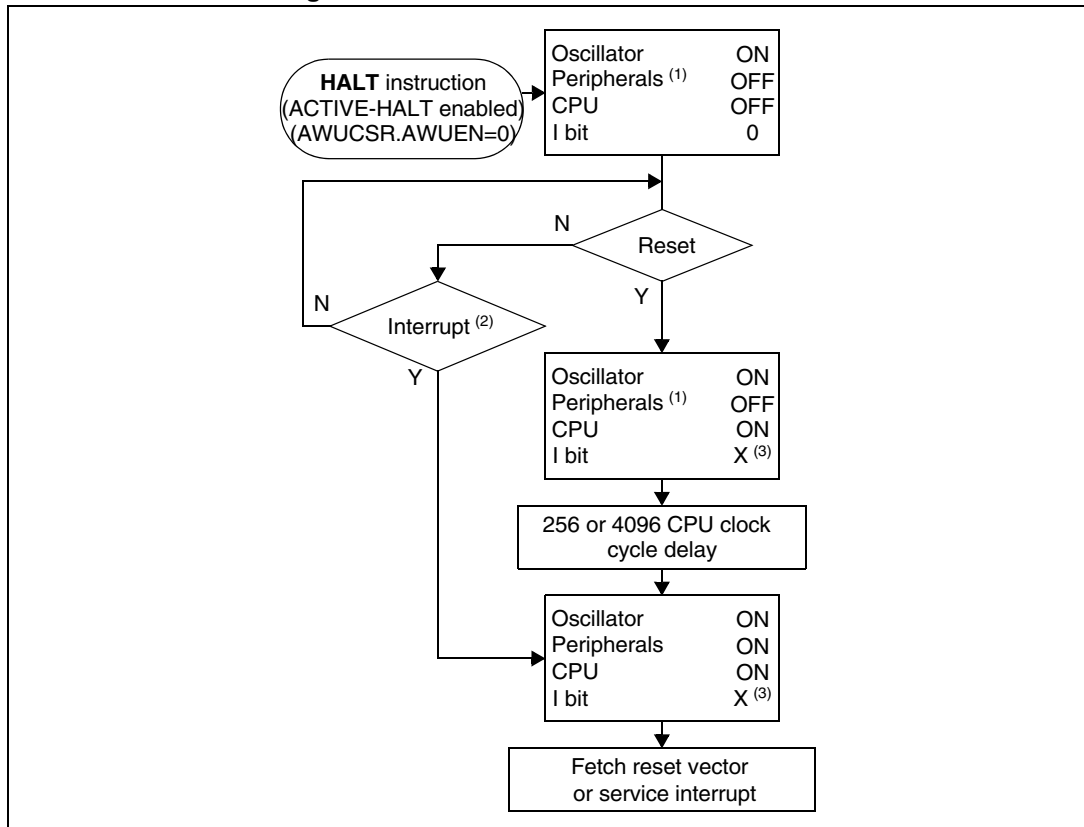 HALT instruction
(ACTIVE-HALT enabled)
(AWUCSR.AWUEN=0)
Oscillator ON
Peripherals (1) OFF
CPU OFF
I bit 0
N
Reset
Y
N
Interrupt (2)
Y
Oscillator ON
Peripherals (1) OFF
CPU ON
I bit X (3)
256 or 4096 CPU clock
cycle delay
Oscillator ON
Peripherals ON
CPU ON
I bit X (3)
Fetch reset vector
or service interrupt